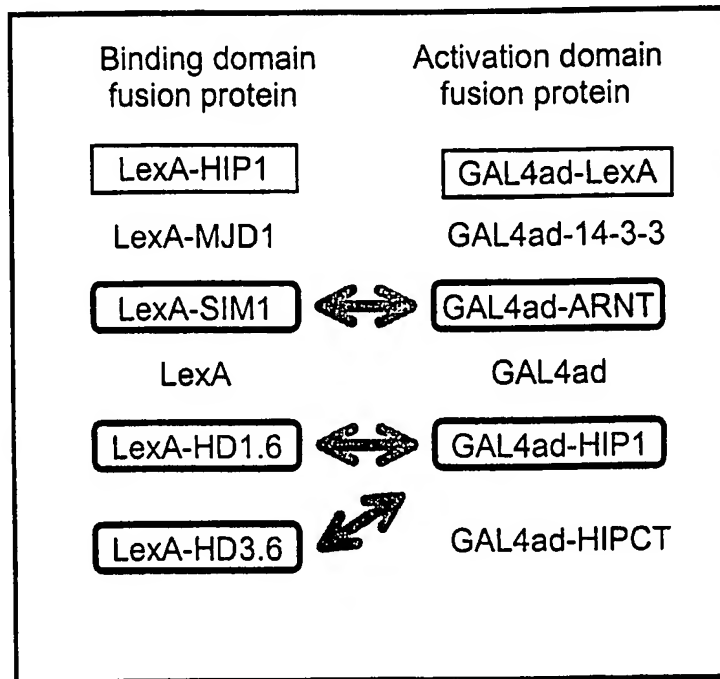 Binding domain
fusion protein
Activation domain
fusion protein
LexA-HIP1
GAL4ad-LexA
LexA-MJD1
GAL4ad-14-3-3
LexA-SIM1
GAL4ad-ARNT
LexA
GAL4ad
LexA-HD1.6
GAL4ad-HIP1
LexA-HD3.6
GAL4ad-HIPCT